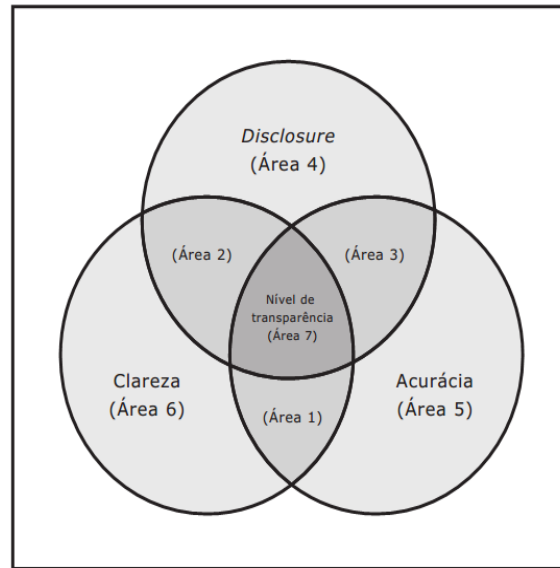 Disclosure
(Área 4)
(Área 2)
(Área 3)
Nível de
transparência
(Área 7)
Clareza
(Área 6)
Acurácia
(Área 5)
(Área 1)